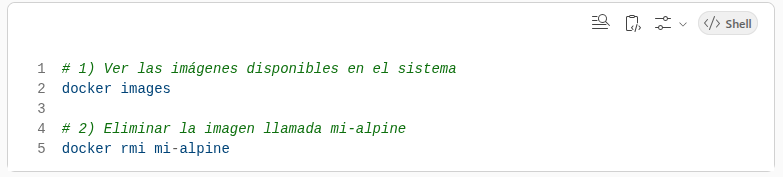 Shell
1 # 1) Ver las imágenes disponibles en el sistema
2 docker images
3
4 # 2) Eliminar la imagen llamada mi-alpine
5 docker rmi mi-alpine